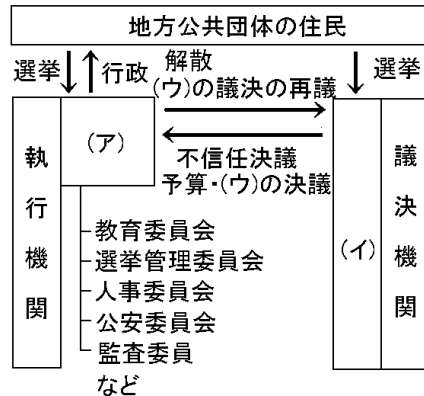 地方公共団体の住民
選挙
行政
解散
(ウ)の議決の再議
選挙
執行機関
(ア)
不信任決議
予算・(ウ)の決議
(イ)
議決機関
教育委員会
選挙管理委員会
人事委員会
公安委員会
監査委員
など